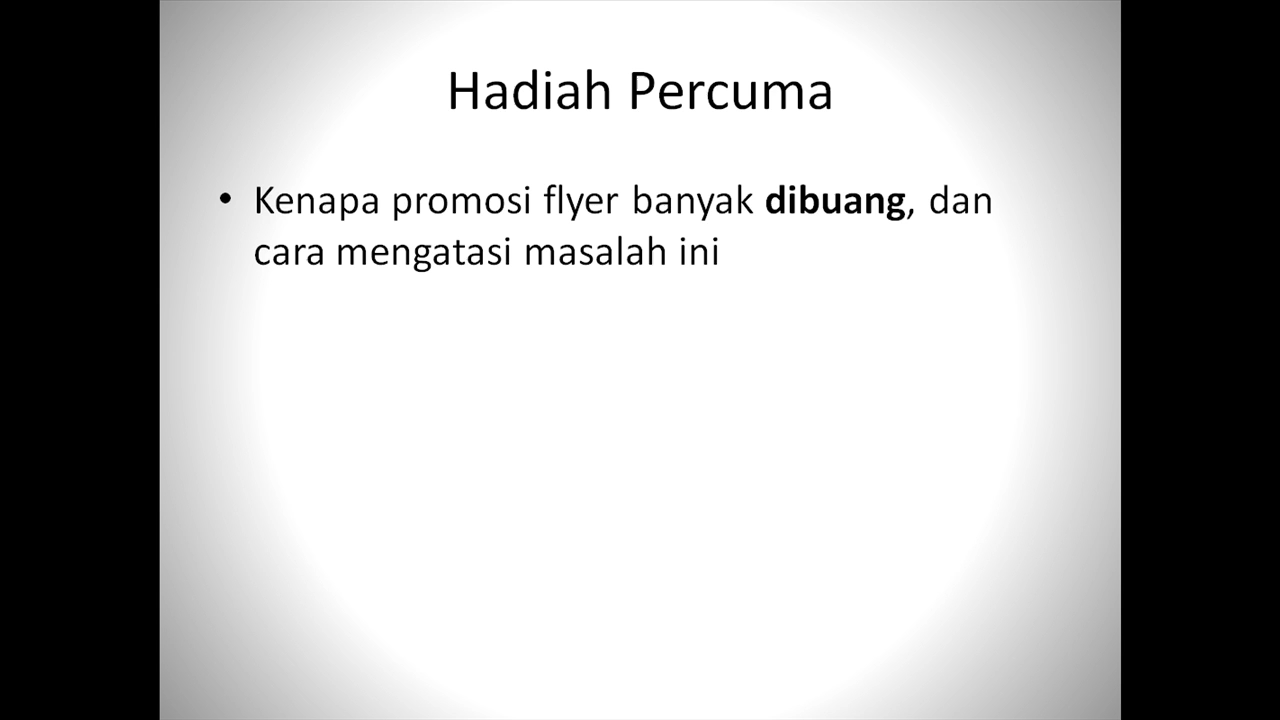 Hadiah Percuma
• Kenapa promosi flyer banyak dibuang, dan
cara mengatasi masalah ini